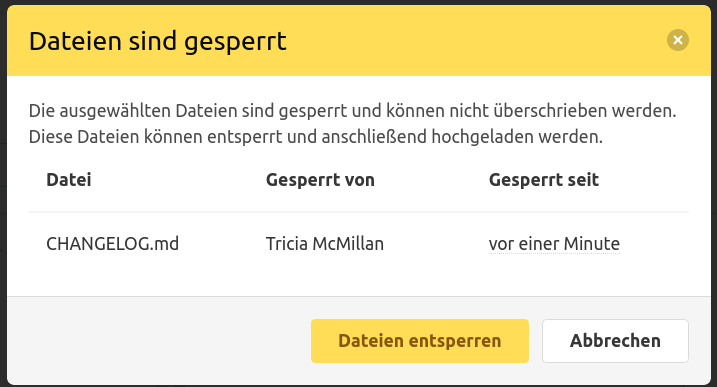 Dateien sind gesperrt
Die ausgewählten Dateien sind gesperrt und können nicht überschrieben werden.
Diese Dateien können entsperrt und anschließend hochgeladen werden.
Datei Gesperrt von Gesperrt seit
CHANGELOG.md Tricia McMillan vor einer Minute
Dateien entsperren Abbrechen